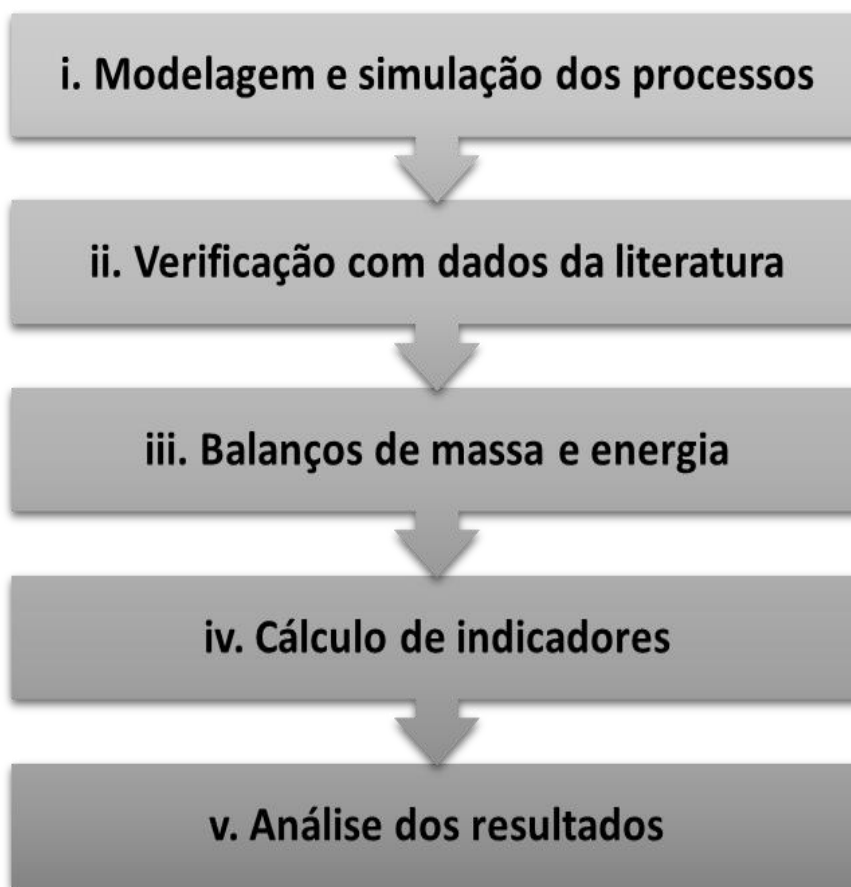 i. Modelagem e simulação dos processos
ii. Verificação com dados da literatura
iii. Balanços de massa e energia
iv. Cálculo de indicadores
v. Análise dos resultados